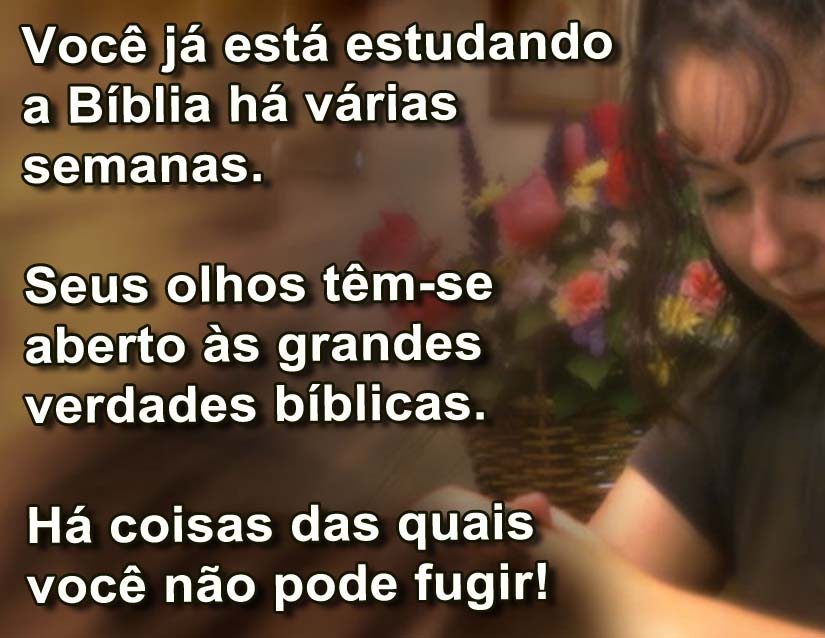 Você já está estudando
a Bíblia há várias
semanas.
Seus olhos têm-se
aberto às grandes
verdades bíblicas.
Há coisas das quais
você não pode fugir!